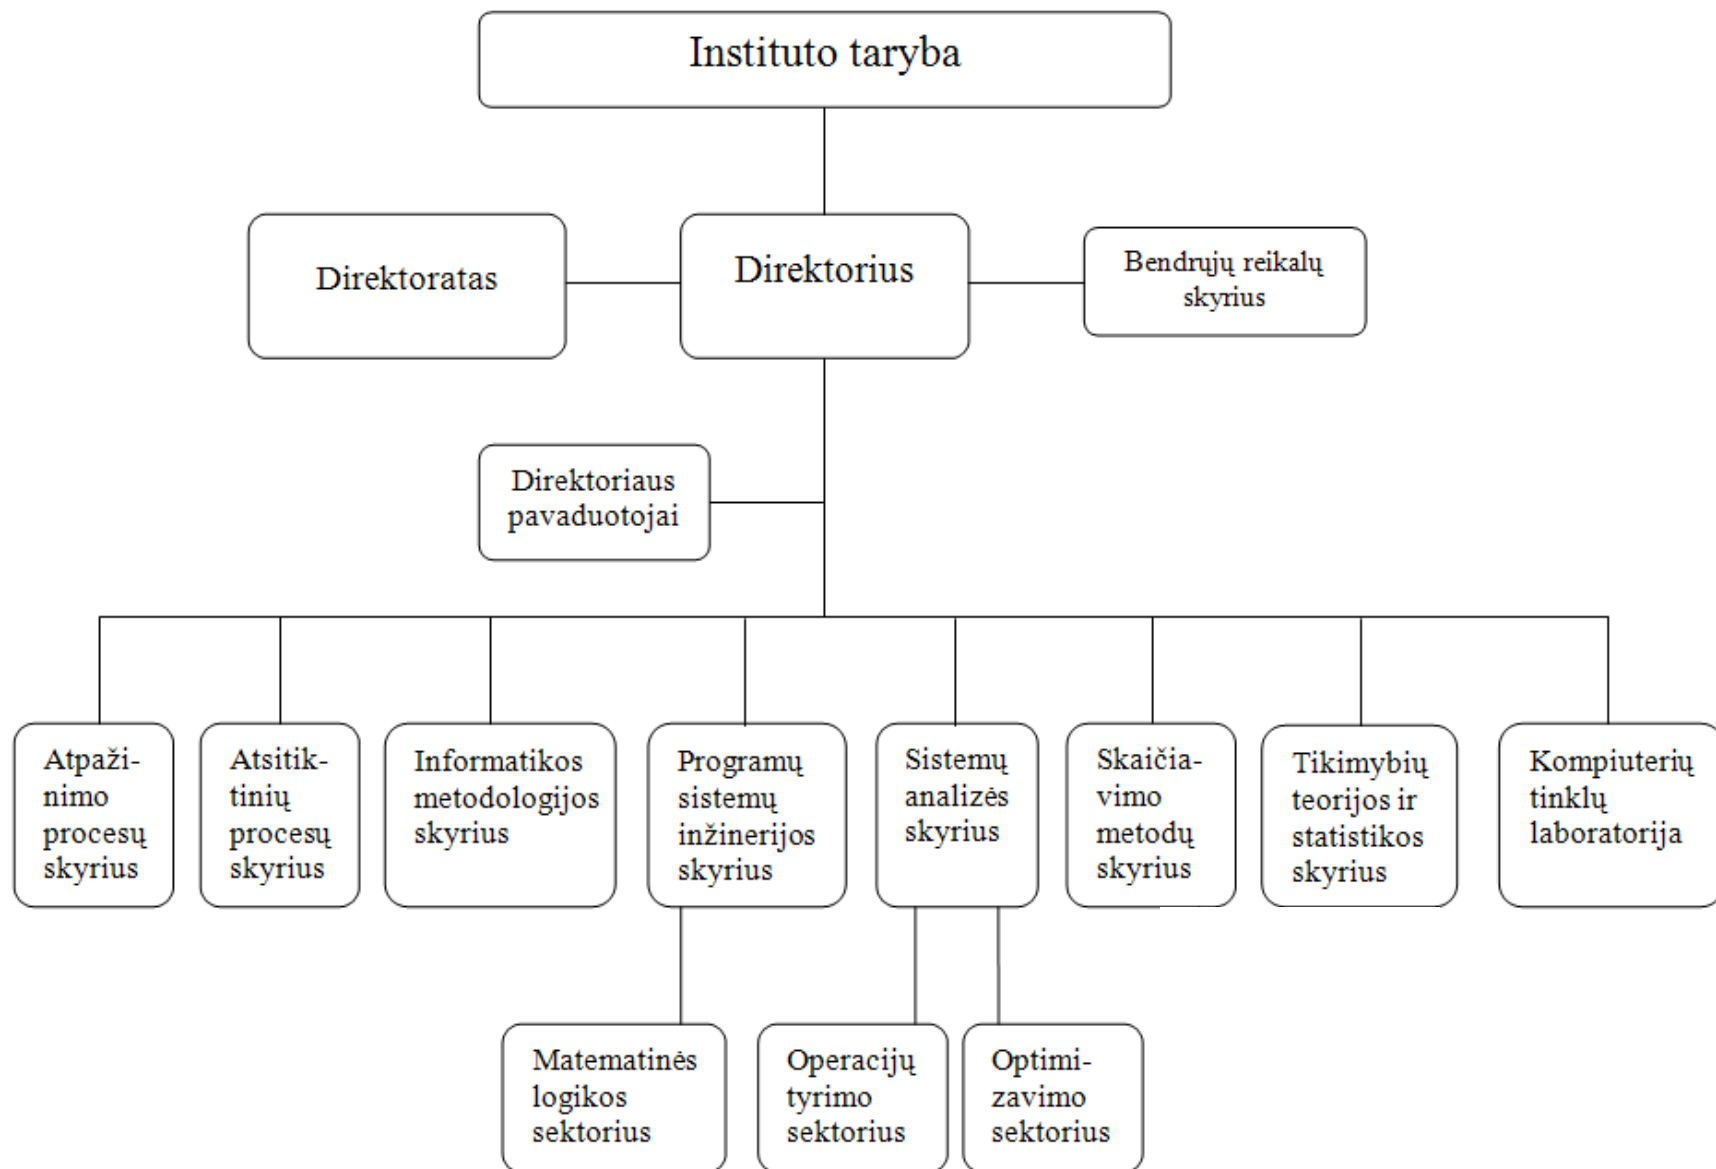 Instituto taryba
Direktoratas
Direktorius
Bendrųjų reikalų
skyrius
Direktoriaus
pavaduotojai
Atpaži-
nimo
procesų
skyrius
Atsitik-
tinių
procesų
skyrius
Informatikos
metodologijos
skyrius
Programų
sistemų
inžinerijos
skyrius
Sistemų
analizės
skyrius
Skaičia-
vimo
metodų
skyrius
Tikimybių
teorijos ir
statistikos
skyrius
Kompiuterių
tinklų
laboratorija
Matematinės
logikos
sektorius
Operacijų
tyrimo
sektorius
Optimi-
zavimo
sektorius